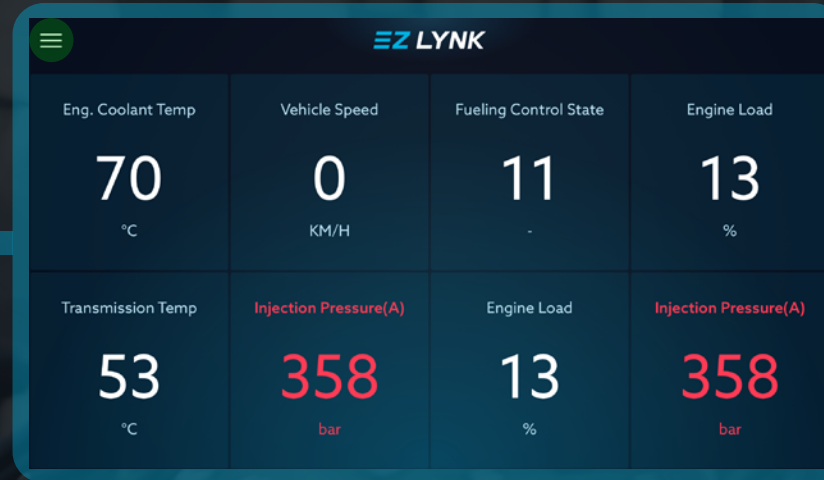 EZ LYNK
Eng. Coolant Temp
Vehicle Speed
Fueling Control State
Engine Load
70
0
11
13
°C
KM/H
-
%
Transmission Temp
Injection Pressure(A)
Engine Load
Injection Pressure(A)
53
358
13
358
°C
bar
%
bar